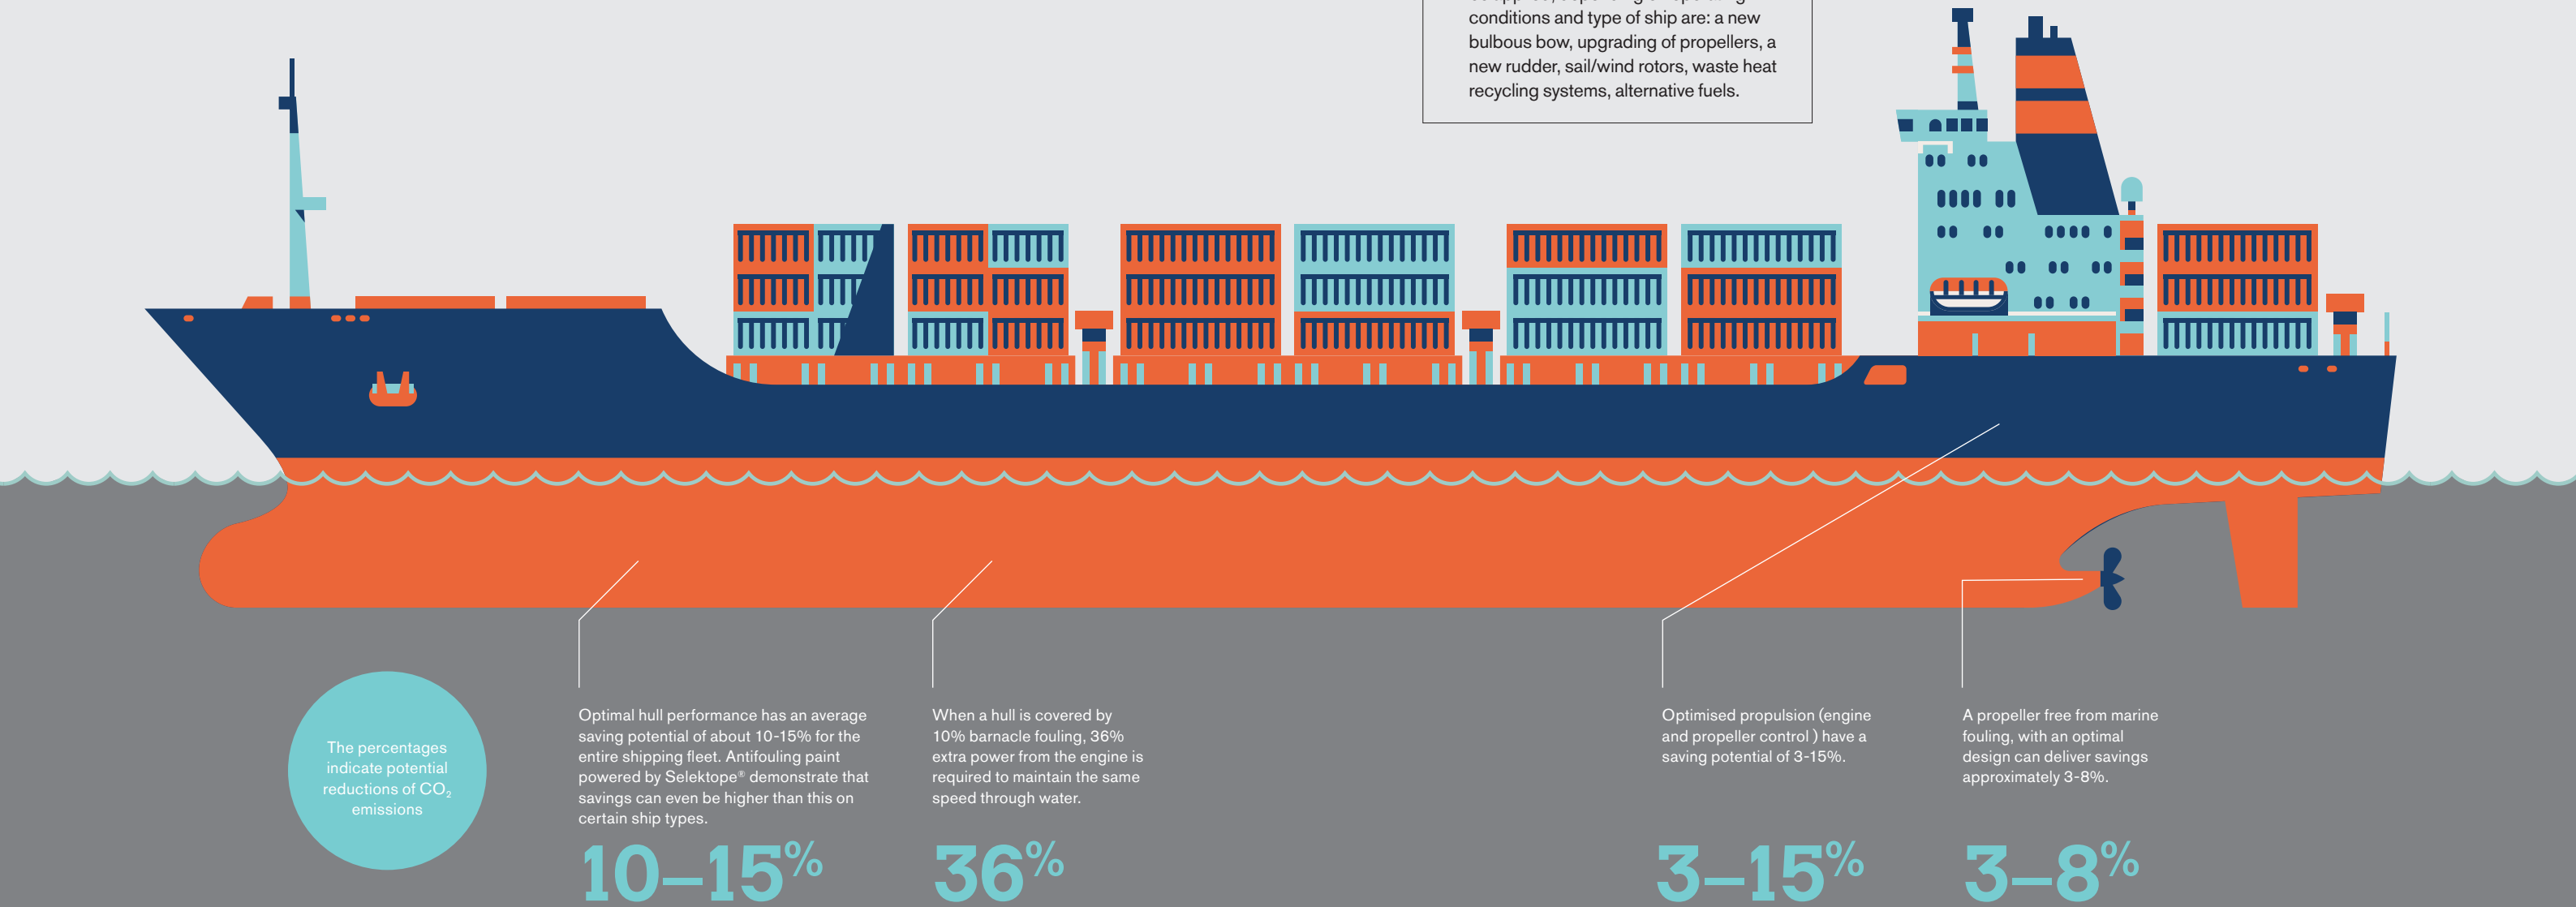 conditions and type of ship are: a new
bulbous bow, upgrading of propellers, a
new rudder, sail/wind rotors, waste heat
recycling systems, alternative fuels.
The percentages
indicate potential
reductions of CO₂
emissions
Optimal hull performance has an average
saving potential of about 10-15% for the
entire shipping fleet. Antifouling paint
powered by Selektope® demonstrate that
savings can even be higher than this on
certain ship types.
10–15%
When a hull is covered by
10% barnacle fouling, 36%
extra power from the engine is
required to maintain the same
speed through water.
36%
Optimised propulsion (engine
and propeller control ) have a
saving potential of 3-15%.
3–15%
A propeller free from marine
fouling, with an optimal
design can deliver savings
approximately 3-8%.
3–8%